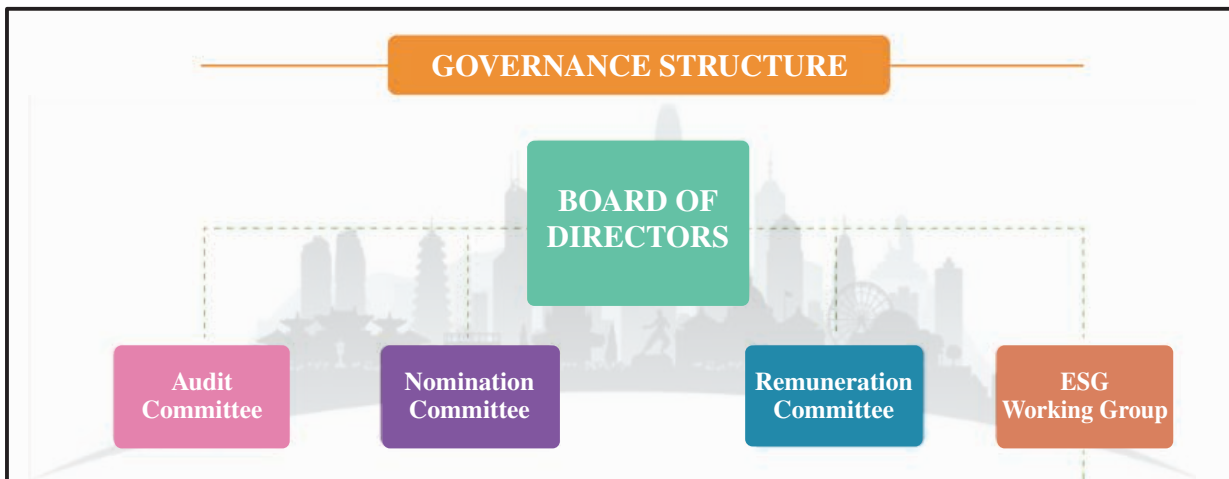 GOVERNANCE STRUCTURE
BOARD OF
DIRECTORS
Audit
Committee
Nomination
Committee
Remuneration
Committee
ESG
Working Group